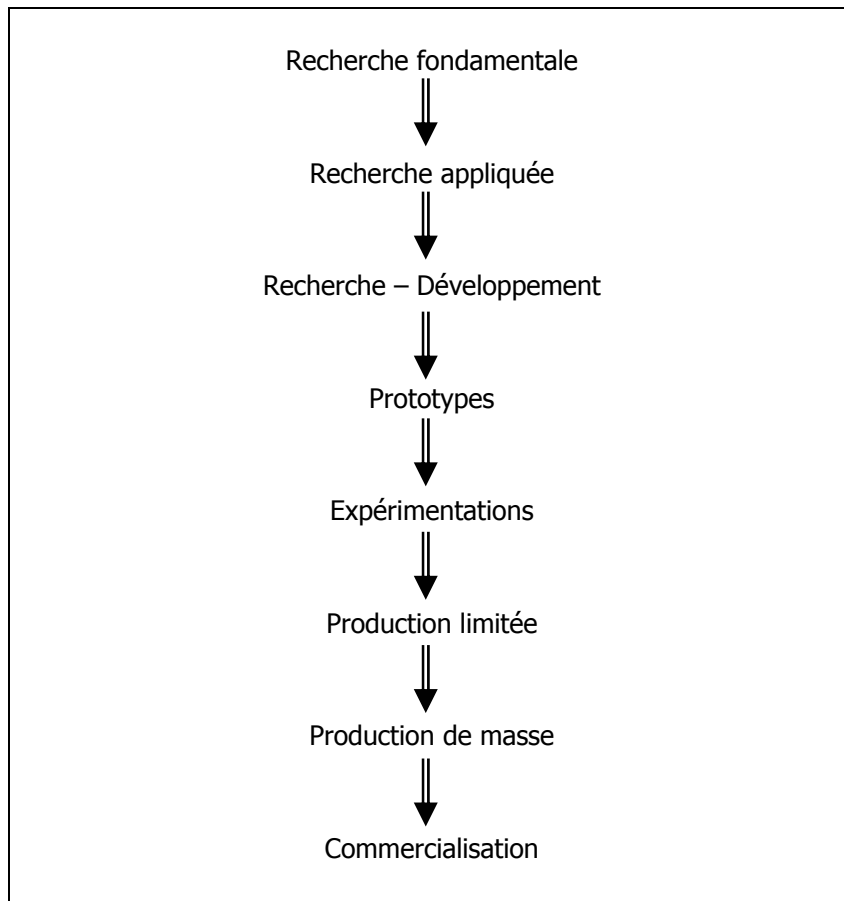 Recherche fondamentale
Recherche appliquée
Recherche – Développement
Prototypes
Expérimentations
Production limitée
Production de masse
Commercialisation